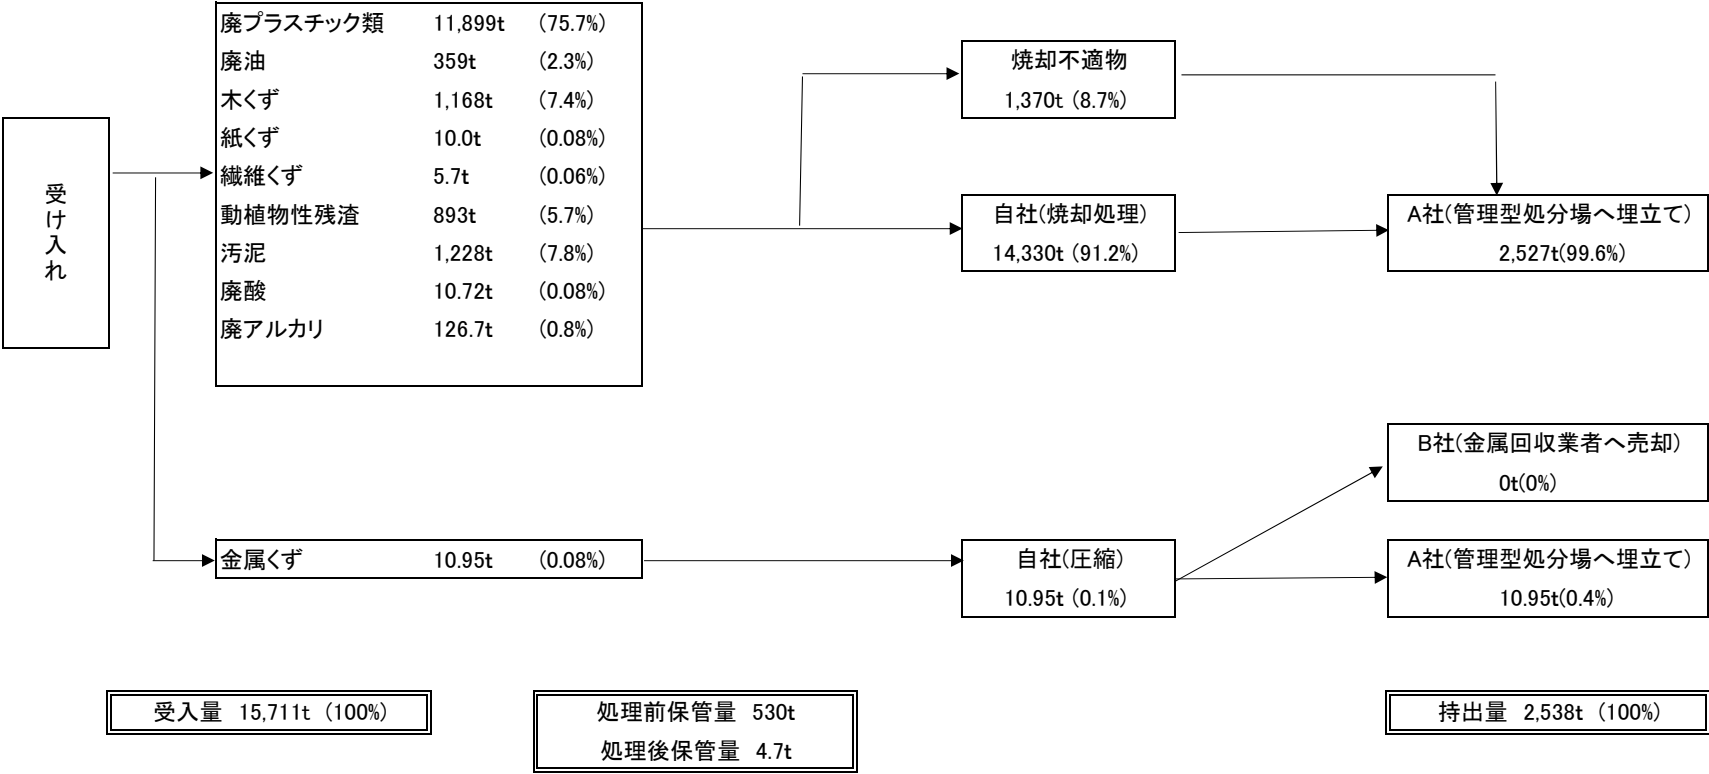 受け入れ
廃プラスチック類 11,899t (75.7%)
廃油 359t (2.3%)
木くず 1,168t (7.4%)
紙くず 10.0t (0.08%)
繊維くず 5.7t (0.06%)
動植物性残渣 893t (5.7%)
汚泥 1,228t (7.8%)
廃酸 10.72t (0.08%)
廃アルカリ 126.7t (0.8%)
焼却不適物
1,370t (8.7%)
自社(焼却処理)
14,330t (91.2%)
A社(管理型処分場へ埋立て)
2,527t(99.6%)
金属くず 10.95t (0.08%)
自社(圧縮)
10.95t (0.1%)
B社(金属回収業者へ売却)
0t(0%)
A社(管理型処分場へ埋立て)
10.95t(0.4%)
受入量 15,711t (100%)
処理前保管量 530t
処理後保管量 4.7t
持出量 2,538t (100%)